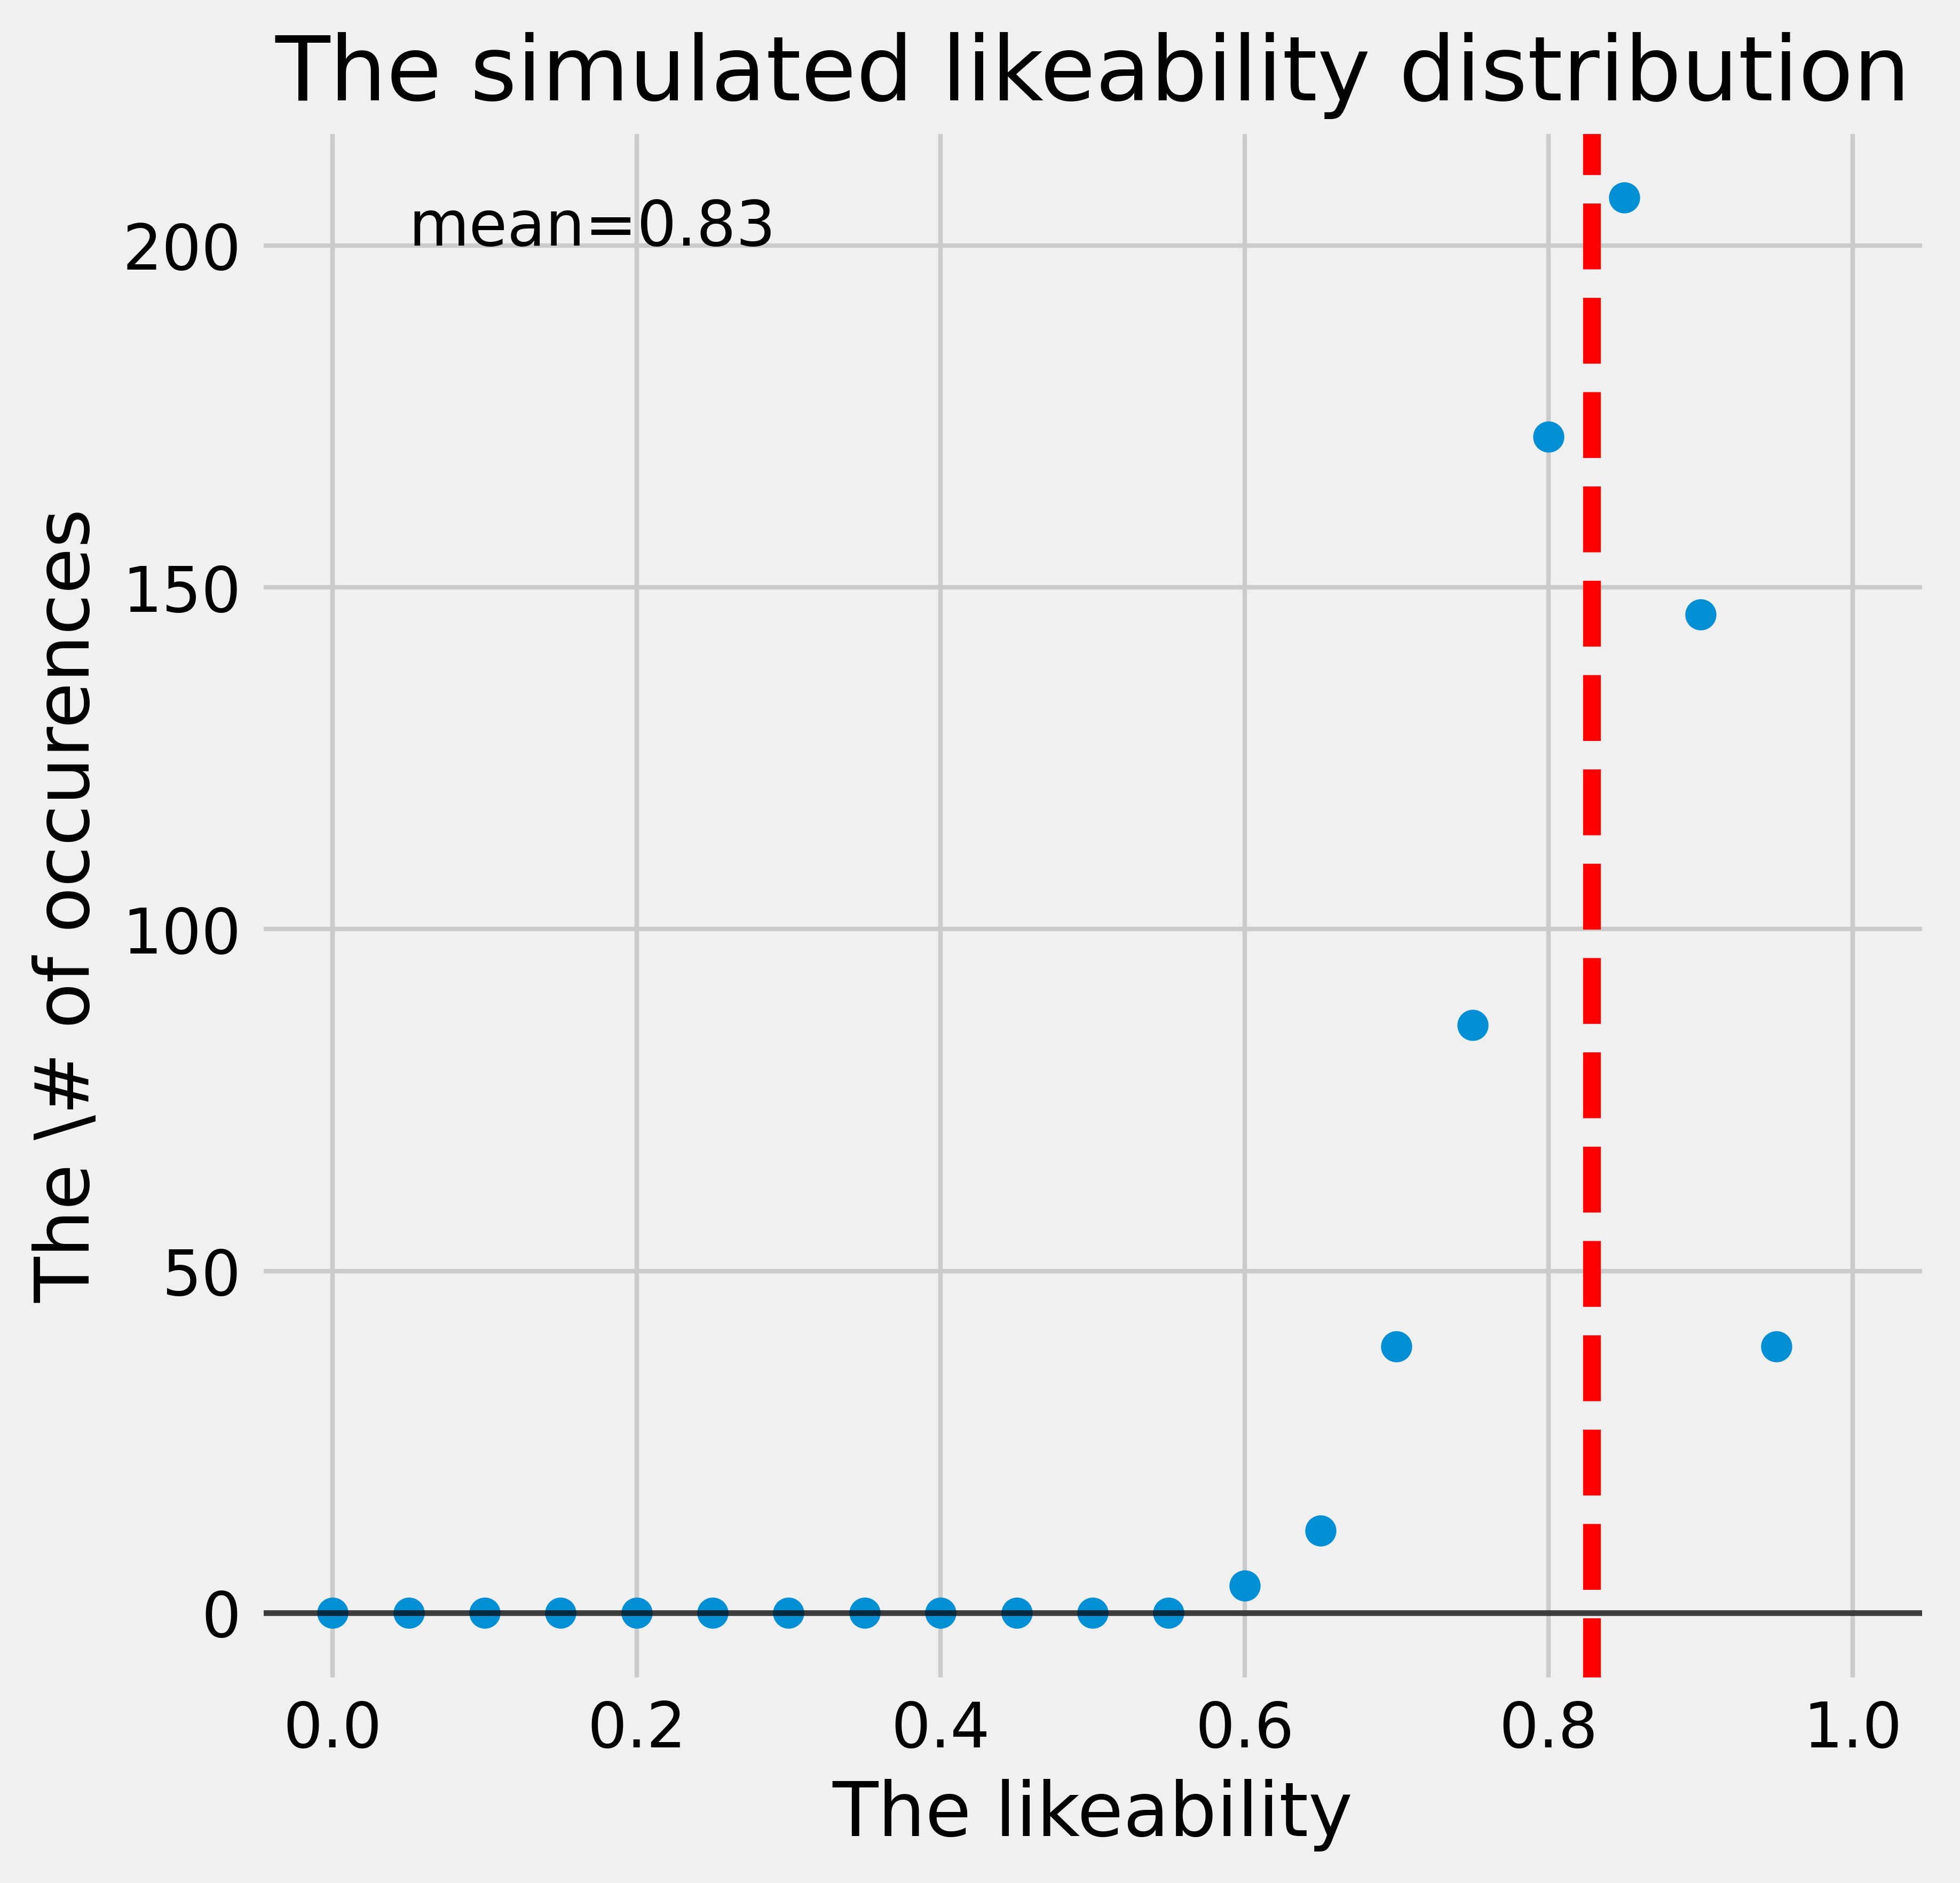 The simulated likeability distribution
mean=0.83
The \# of occurences
200
150
100
50
0
0.0 0.2 0.4 0.6 0.8 1.0
The likeability